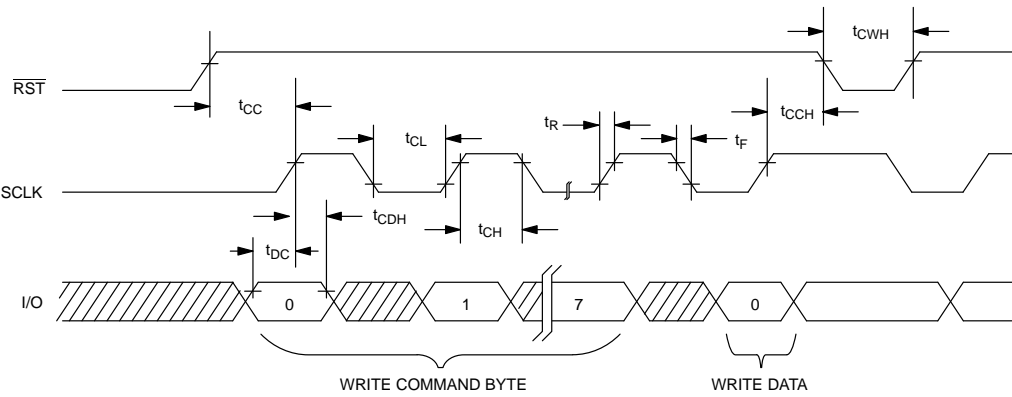 tCWH
RST
tCC
tCL
tR
tF
tCCH
SCLK
tCDH
tCH
tDC
I/O
0
1
7
0
WRITE COMMAND BYTE
WRITE DATA